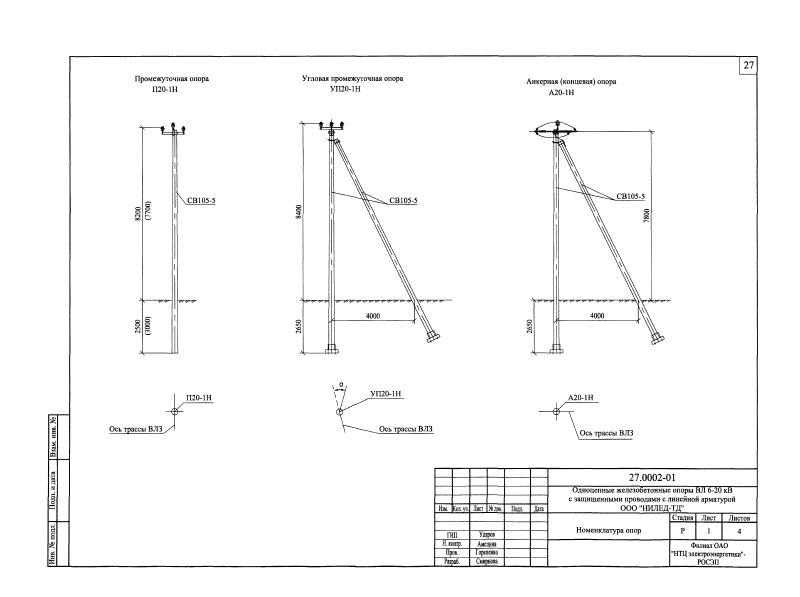 27
Промежуточная опора
П20-1Н
Угловая промежуточная опора
УП20-1Н
Анкерная (концевая) опора
А20-1Н
8200
(7700)
2500
(3000)
СВ105-5
8400
2650
СВ105-5
4000
7800
2650
СВ105-5
4000
П20-1Н
Ось трассы ВЛЗ
α
УП20-1Н
Ось трассы ВЛЗ
А20-1Н
Ось трассы ВЛЗ
Взам. инв. №
Подп. и дата
Инв. № подл.
27.0002-01
Одноцепные железобетонные опоры ВЛ 6-20 кВ
с защищенными проводами с линейной арматурой
ООО "НИЛЕД-ТД"
Изм. Кол. уч. Лист № док. Подп. Дата
Номенклатура опор
Стадия Лист Листов
Р 1 4
ГИП Ударов
Н. контр. Амелина
Пров. Гореленко
Разраб. Смирнова
Филиал ОАО
"НТЦ электроэнергетики"-
РОСЭП